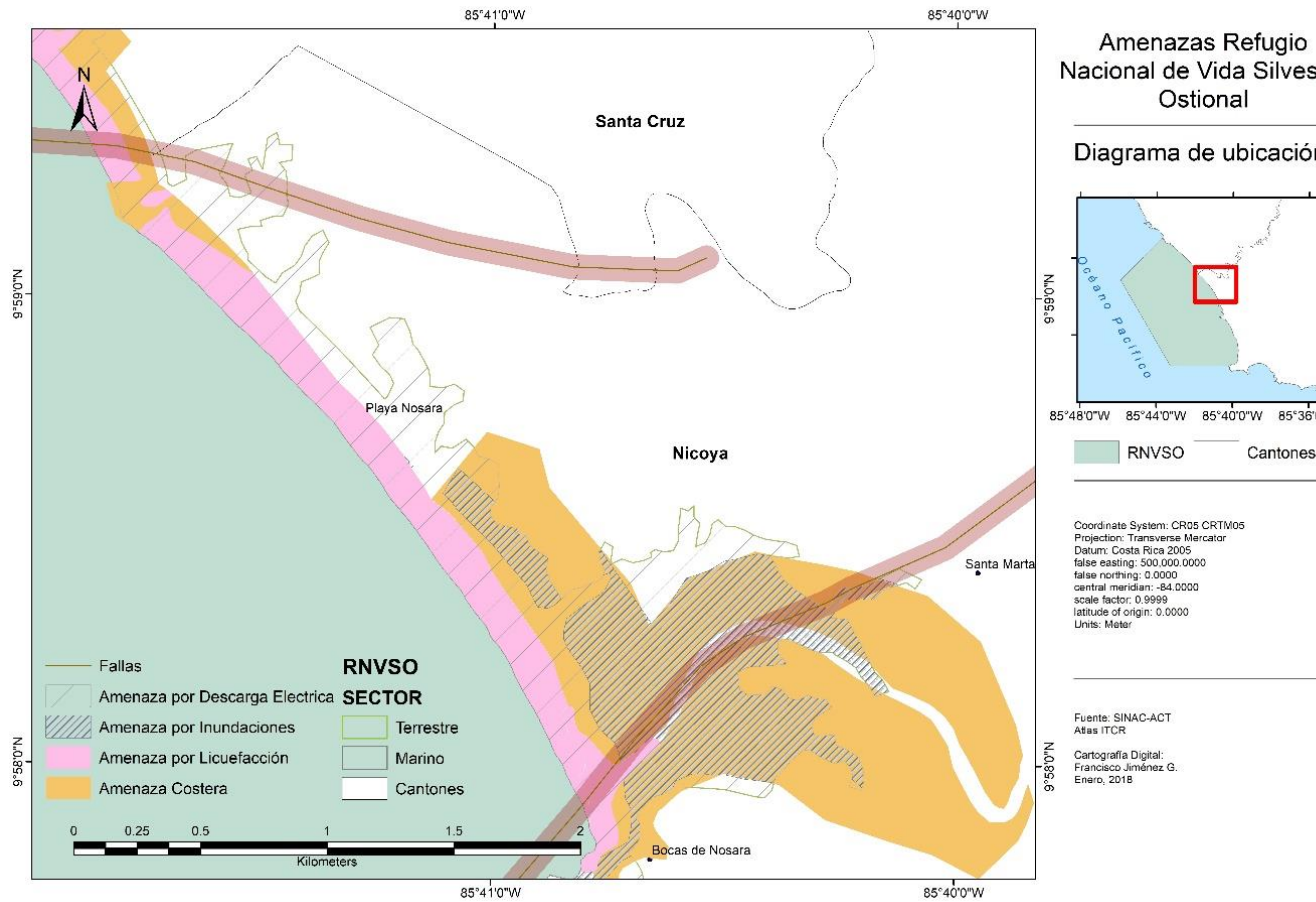 85°41'0"W
85°40'0"W
Amenazas Refugio
Nacional de Vida Silves
Ostional
N
Santa Cruz
Diagrama de ubicación
Océano Pacífico
9°59'0"N
9°59'0"N
Playa Nosara
85°48'0"W 85°44'0"W 85°40'0"W 85°36'0
RNVSO
Cantones
Nicoya
Coordinate System: CR05 CRTM05
Projection: Transverse Mercator
Datum: Costa Rica 2005
false easting: 500,000.0000
false northing: 0.0000
central meridian: -84.0000
scale factor: 0.9999
latitude of origin: 0.0000
Units: Meter
Santa Marta
Fallas
Amenaza por Descarga Electrica
Amenaza por Inundaciones
Amenaza por Licuefacción
Amenaza Costera
RNVSO
SECTOR
Terrestre
Marino
Cantones
Fuente: SINAC-ACT
Atlas ITCR
Cartografía Digital:
Francisco Jiménez G.
Enero, 2018
9°58'0"N
9°58'0"N
0 0.25 0.5 1 1.5 2
Kilometers
Bocas de Nosara
85°41'0"W
85°40'0"W